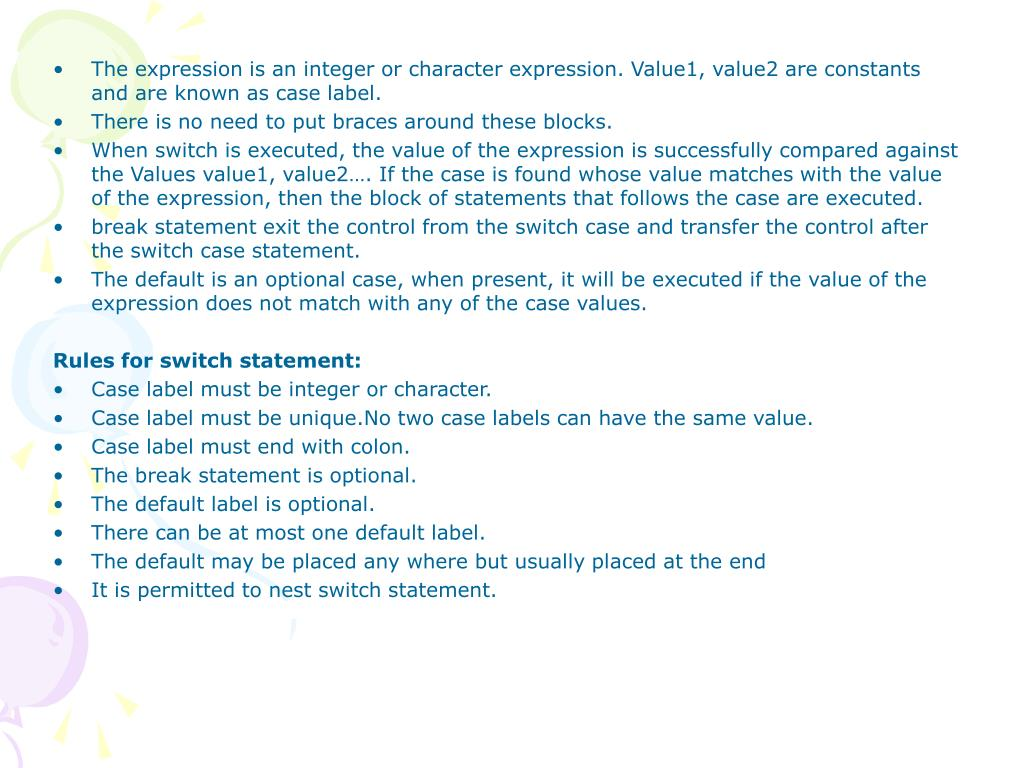 • The expression is an integer or character expression. Value1, value2 are constants
and are known as case label.
• There is no need to put braces around these blocks.
• When switch is executed, the value of the expression is successfully compared against
the Values value1, value2…. If the case is found whose value matches with the value
of the expression, then the block of statements that follows the case are executed.
• break statement exit the control from the switch case and transfer the control after
the switch case statement.
• The default is an optional case, when present, it will be executed if the value of the
expression does not match with any of the case values.
Rules for switch statement:
• Case label must be integer or character.
• Case label must be unique.No two case labels can have the same value.
• Case label must end with colon.
• The break statement is optional.
• The default label is optional.
• There can be at most one default label.
• The default may be placed any where but usually placed at the end
• It is permitted to nest switch statement.